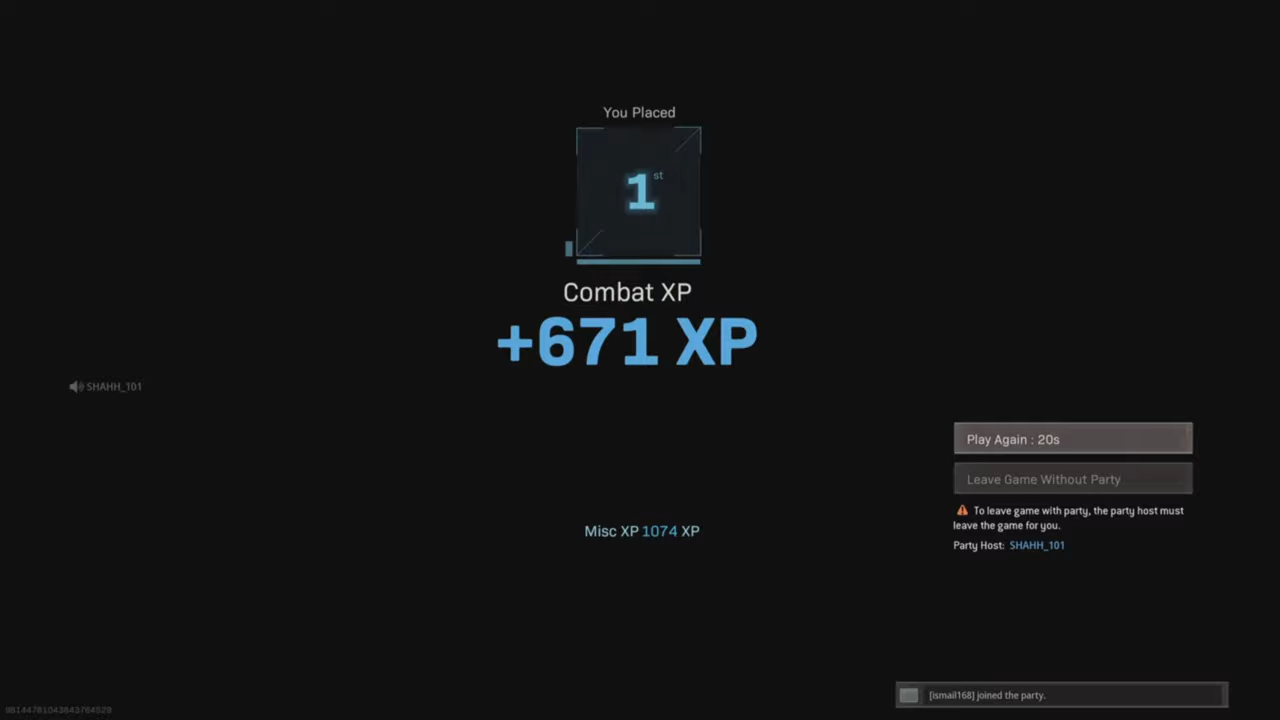 You Placed
1st
Combat XP
+671 XP
SHAHH_101
Play Again : 20s
Leave Game Without Party
To leave game with party, the party host must
leave the game for you.
Party Host: SHAHH_101
Misc XP 1074 XP
[ismail168] joined the party.